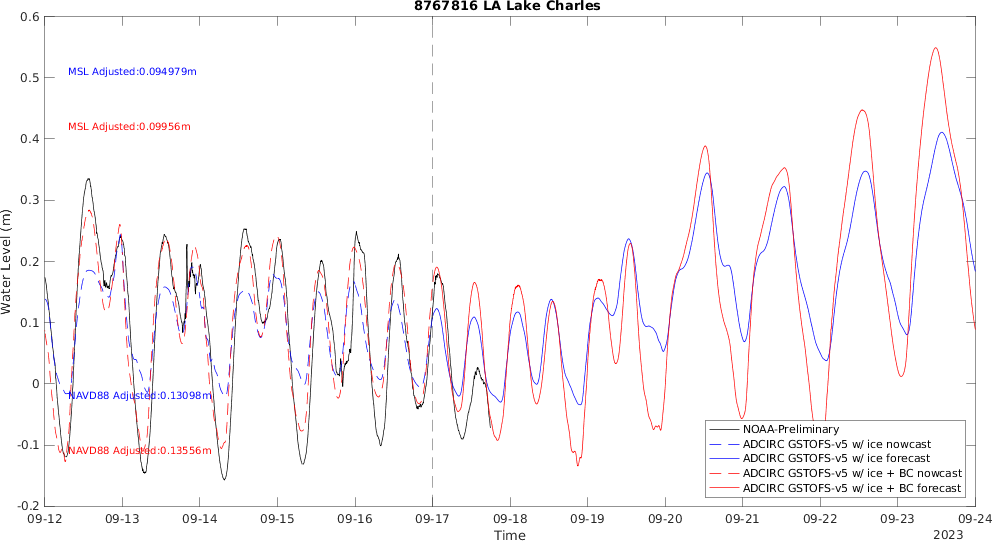 8767816 LA Lake Charles
Water Level (m)
0.6
0.5
0.4
0.3
0.2
0.1
0
-0.1
-0.2
MSL Adjusted:0.094979m
MSL Adjusted:0.09956m
NAVD88 Adjusted:0.13098m
NAVD88 Adjusted:0.13556m
NOAA-Preliminary
ADCIRC GSTOFS-v5 w/ ice nowcast
ADCIRC GSTOFS-v5 w/ ice forecast
ADCIRC GSTOFS-v5 w/ ice + BC nowcast
ADCIRC GSTOFS-v5 w/ ice + BC forecast
09-12 09-13 09-14 09-15 09-16 09-17 09-18 09-19 09-20 09-21 09-22 09-23 09-24
Time
2023